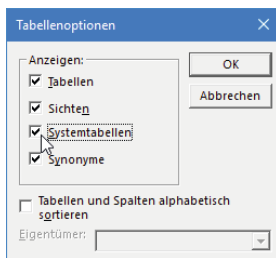 Tabellenoptionen
Anzeigen:
Tabellen
Sichten
Systemtabellen
Synonyme
OK
Abbrechen
Tabellen und Spalten alphabetisch
sortieren
Eigentümer: